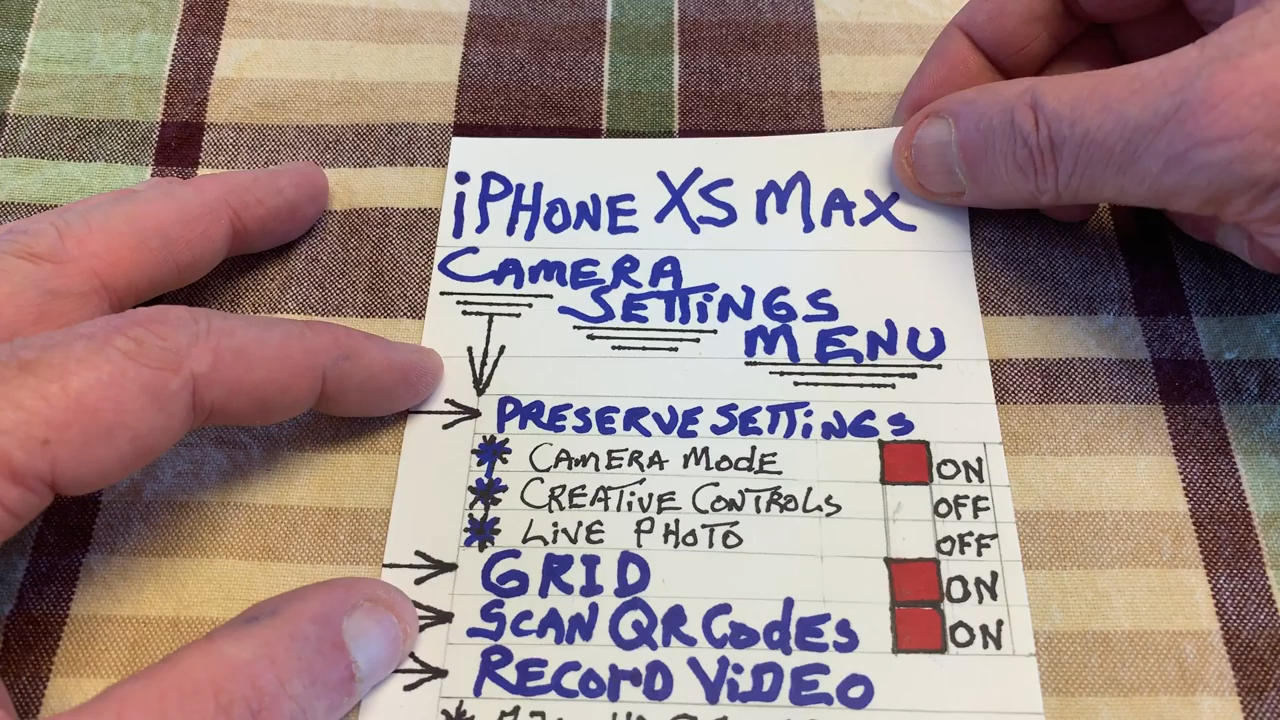 iPHONE XS MAX
CAMERA
SETTiNGS
MENU
PRESERVE SETTiNGS
CAMERA MODE ON
CREATiVE CONTROLS OFF
LiVE PHOTO OFF
GRID ON
SCAN QR CodEs ON
RECORD ViDEO